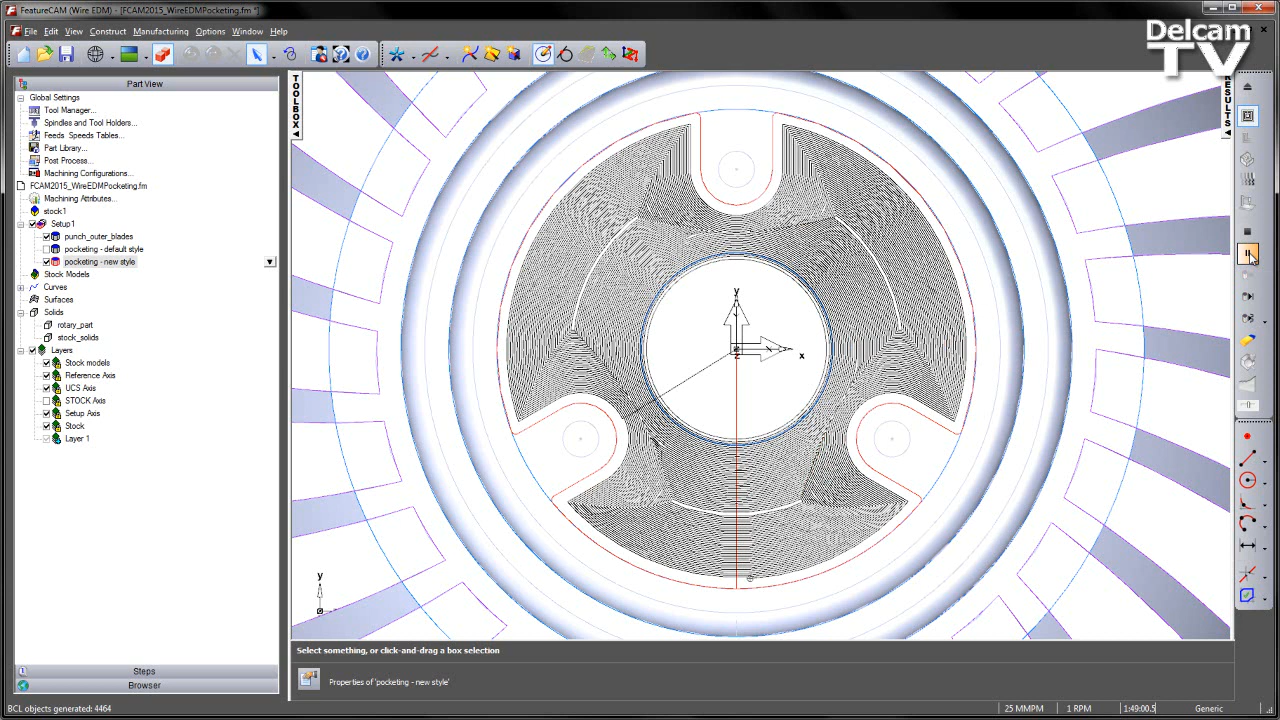 FeatureCAM (Wire EDM) - [FCAM2015_WireEDMPocketing.fm *]
File Edit View Construct Manufacturing Options Window Help
Delcam
TV
Part View
Global Settings
Tool Manager...
Spindles and Tool Holders...
Feeds Speeds Tables...
Part Library...
Post Process...
Machining Configurations...
FCAM2015_WireEDMPocketing.fm
Machining Attributes...
stock1
Setup1
punch_outer_blades
pocketing - default style
pocketing - new style
Stock Models
Curves
Surfaces
Solids
rotary_part
stock_solids
Layers
Stock models
Reference Axis
UCS Axis
STOCK Axis
Setup Axis
Stock
Layer 1
Steps
Browser
TOOLBOX
RESULTS
y
x
z
y
Select something, or click-and-drag a box selection
Properties of 'pocketing - new style'
BCL objects generated: 4464
25 MMPM 1 RPM 1:49:00.5 Generic